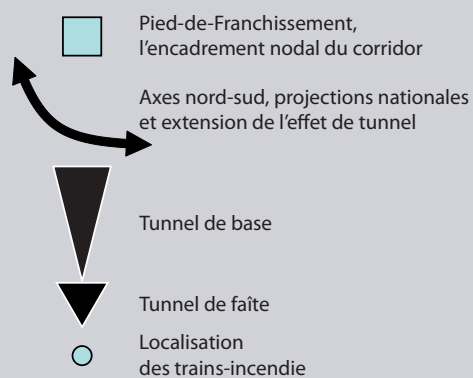 Pied-de-Franchissement,
l’encadrement nodal du corridor
Axes nord-sud, projections nationales
et extension de l’effet de tunnel
Tunnel de base
Tunnel de faîte
Localisation
des trains-incendie